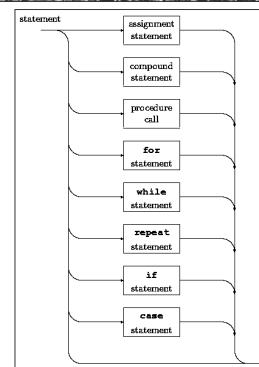 statement
assignment
statement
compound
statement
procedure
call
for
statement
while
statement
repeat
statement
if
statement
case
statement